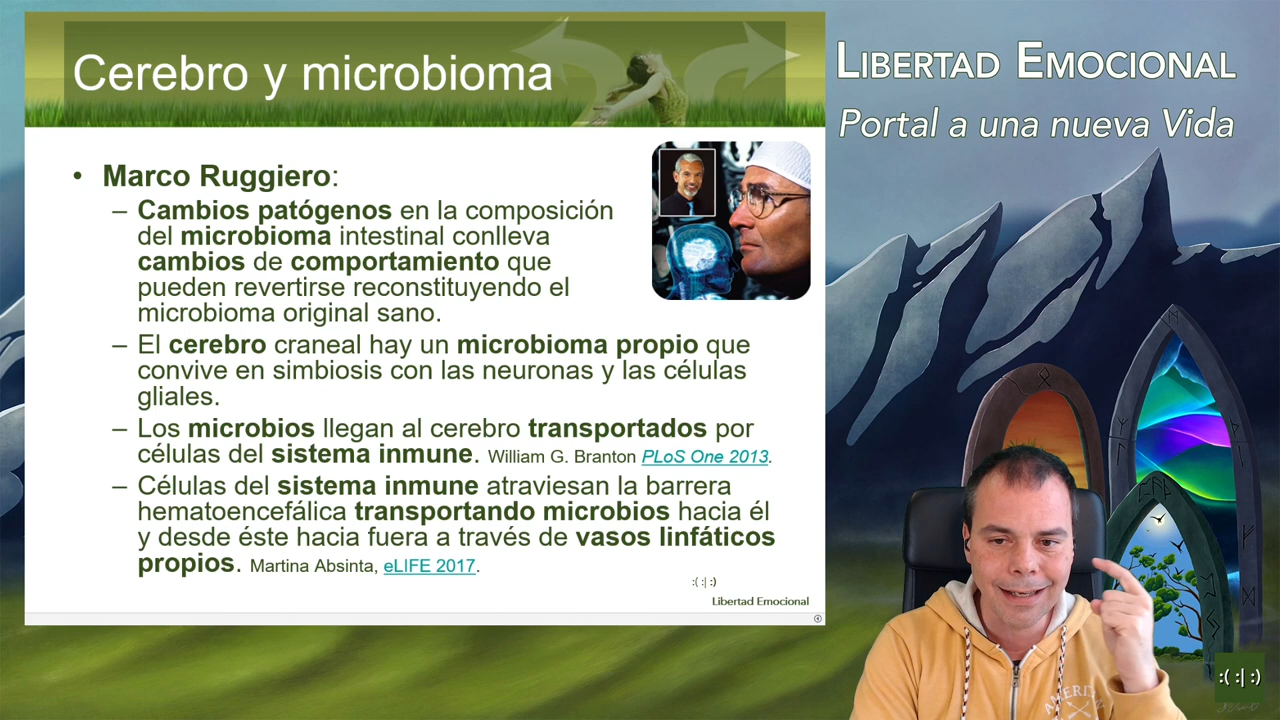 Cerebro y microbioma
LIBERTAD EMOCIONAL
Portal a una nueva Vida
• Marco Ruggiero:
– Cambios patógenos en la composición
del microbioma intestinal conlleva
cambios de comportamiento que
pueden revertirse reconstituyendo el
microbioma original sano.
– El cerebro craneal hay un microbioma propio que
convive en simbiosis con las neuronas y las células
gliales.
– Los microbios llegan al cerebro transportados por
células del sistema inmune. William G. Branton PLoS One 2013.
– Células del sistema inmune atraviesan la barrera
hematoencefálica transportando microbios hacia él
y desde éste hacia fuera a través de vasos linfáticos
propios. Martina Absinta, eLIFE 2017.
:( :| :)
Libertad Emocional
:( :| :)